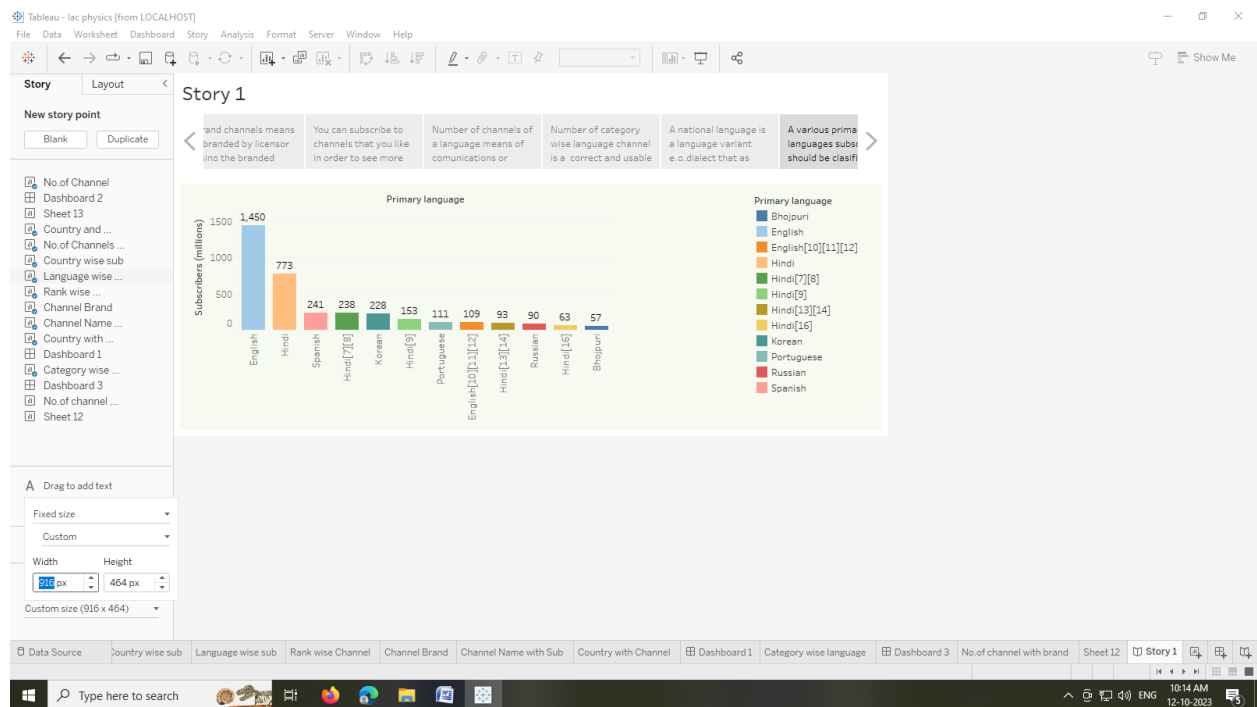 Tableau - lac physics [from LOCALHOST]
File Data Worksheet Dashboard Story Analysis Format Server Window Help
Show Me
Story Layout
New story point
Blank Duplicate
No.of Channel
Dashboard 2
Sheet 13
Country and ...
No.of Channels ...
Country wise sub
Language wise ...
Rank wise ...
Channel Brand
Channel Name ...
Country with ...
Dashboard 1
Category wise ...
Dashboard 3
No.of channel ...
Sheet 12
A Drag to add text
Fixed size
Custom
Width Height
916 px 464 px
Custom size (916 x 464)
Story 1
rand channels means
branded by licensor
sing the branded
You can subscribe to
channels that you like
in order to see more
Number of channels of
a language means of
comunications or
Number of category
wise language channel
is a correct and usable
A national language is
a language variant
e.g.dialect that as
A various prima
languages subsc
should be clasifi
Primary language
Subscribers (millions)
1500
1000
500
0
1,450
773
241
238
228
153
111
109
93
90
63
57
English
Hindi
Spanish
Hindi[7][8]
Korean
Hindi[9]
Portuguese
English[10][11][12]
Hindi[13][14]
Russian
Hindi[16]
Bhojpuri
Primary language
Bhojpuri
English
English[10][11][12]
Hindi
Hindi[7][8]
Hindi[9]
Hindi[13][14]
Hindi[16]
Korean
Portuguese
Russian
Spanish
Data Source Country wise sub Language wise sub Rank wise Channel Channel Brand Channel Name with Sub Country with Channel Dashboard 1 Category wise language Dashboard 3 No.of channel with brand Sheet 12 Story 1
Type here to search
ENG
10:14 AM
12-10-2023
5